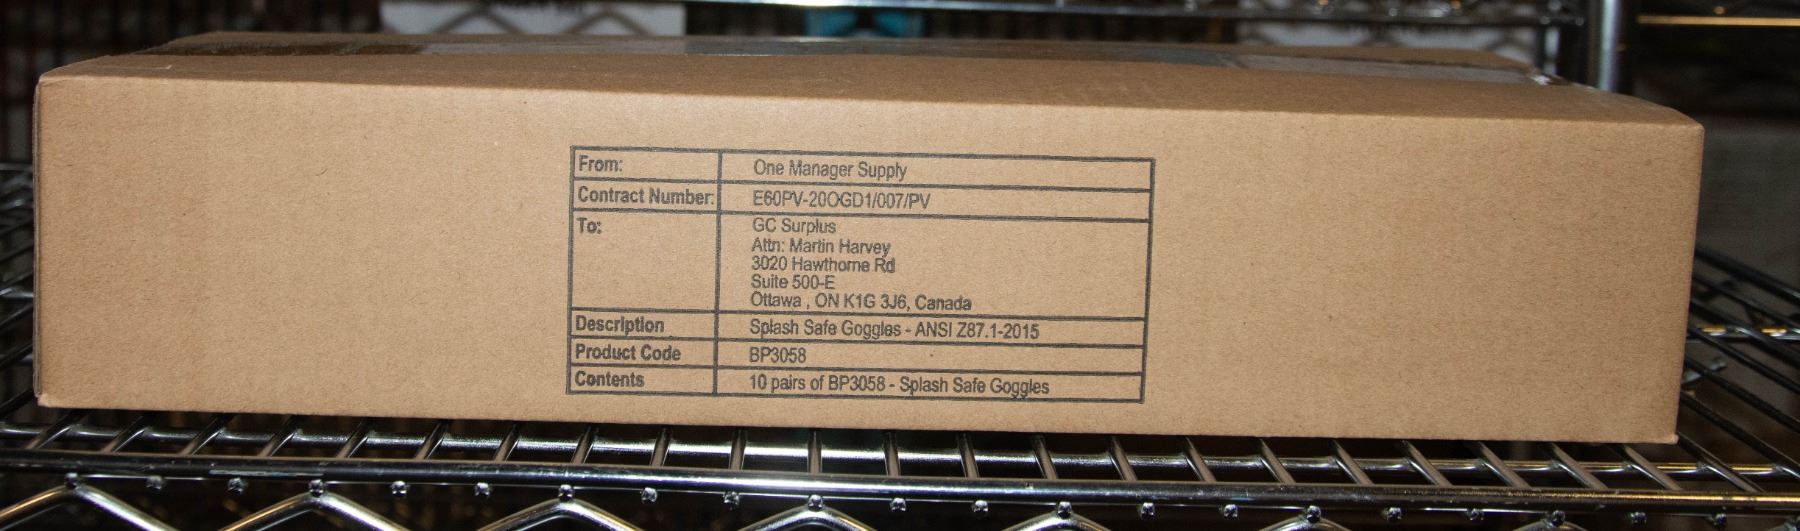 From: One Manager Supply
Contract Number: E60PV-20OGD1/007/PV
To: GC Surplus
Attn: Martin Harvey
3020 Hawthorne Rd
Suite 500-E
Ottawa , ON K1G 3J6, Canada
Description Splash Safe Goggles - ANSI Z87.1-2015
Product Code BP3058
Contents 10 pairs of BP3058 - Splash Safe Goggles